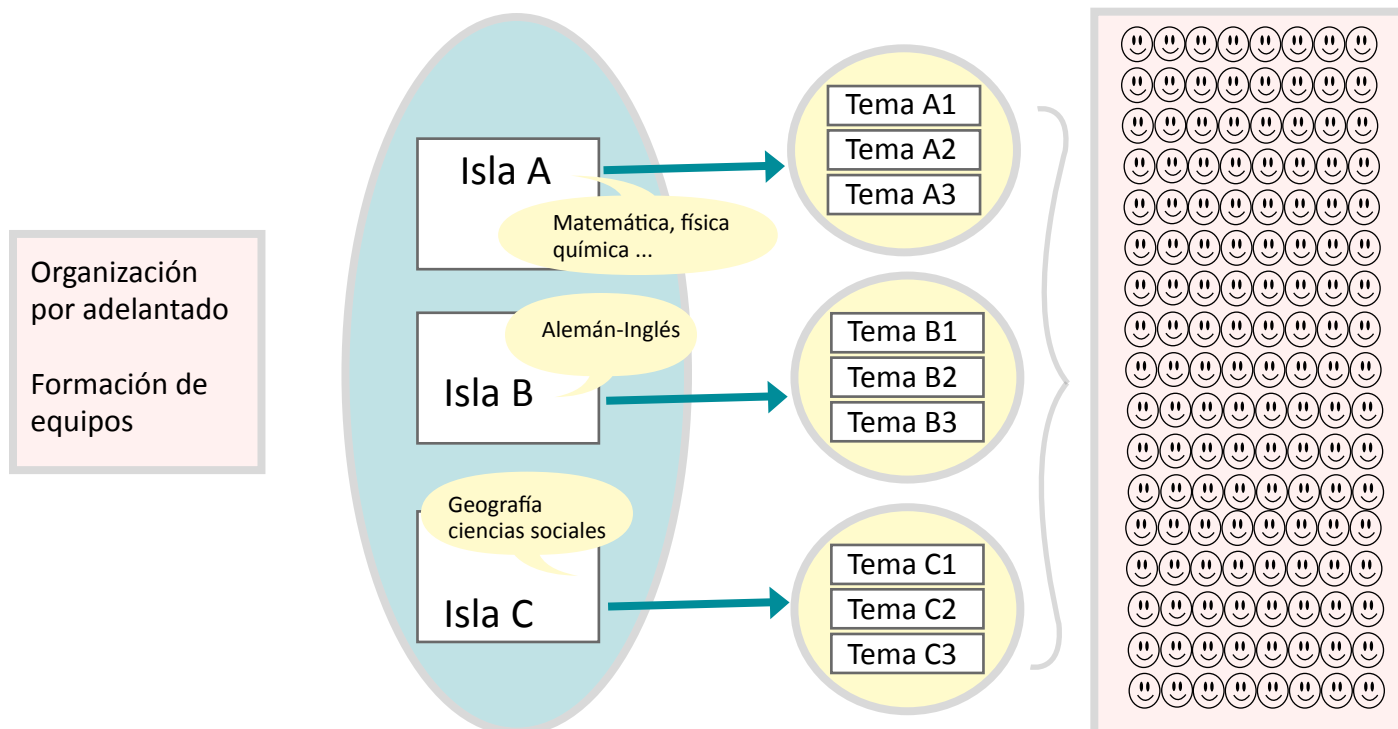 Organización
por adelantado
Formación de
equipos
Isla A
Matemática, física
química ...
Alemán-Inglés
Isla B
Geografía
ciencias sociales
Isla C
Tema A1
Tema A2
Tema A3
Tema B1
Tema B2
Tema B3
Tema C1
Tema C2
Tema C3